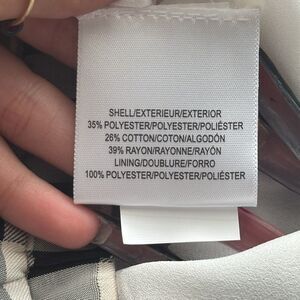 SHELL/EXTERIEUR/EXTERIOR
35% POLYESTER/POLYESTER/POLIÉSTER
26% COTTON/COTON/ALGODÓN
39% RAYON/RAYONNE/RAYÓN
LINING/DOUBLURE/FORRO
100% POLYESTER/POLYESTER/POLIÉSTER